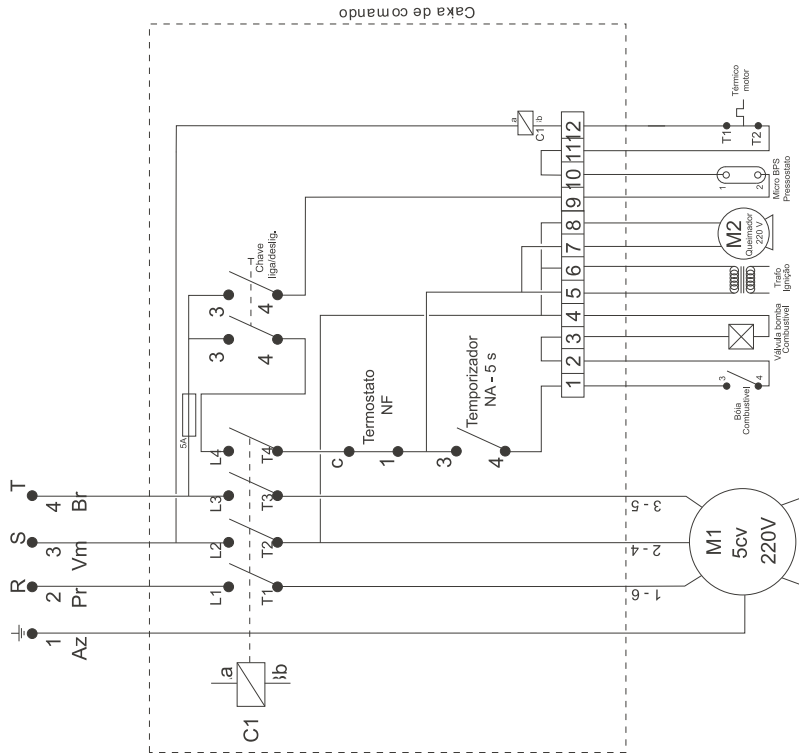 Caixa de comando
T
S
R
4
3
2
1
Br
Vm
Pr
Az
5A
3
4
3
4
Chave
liga/deslig.
L4
L3
L2
L1
T4
T3
T2
T1
C
1
Termostato
NF
3
4
Temporizador
NA - 5 s
a
b
C1
a
b
C1
12
11
10
9
8
7
6
5
4
3
2
1
3 - 5
2 - 4
1 - 6
M1
5cv
220V
T1
T2
Térmico
motor
1
2
Micro BPS
Pressostato
M2
Queimador
220 V
Trafo
Ignição
Válvula bomba
Combustível
3
4
Bóia
Combustível